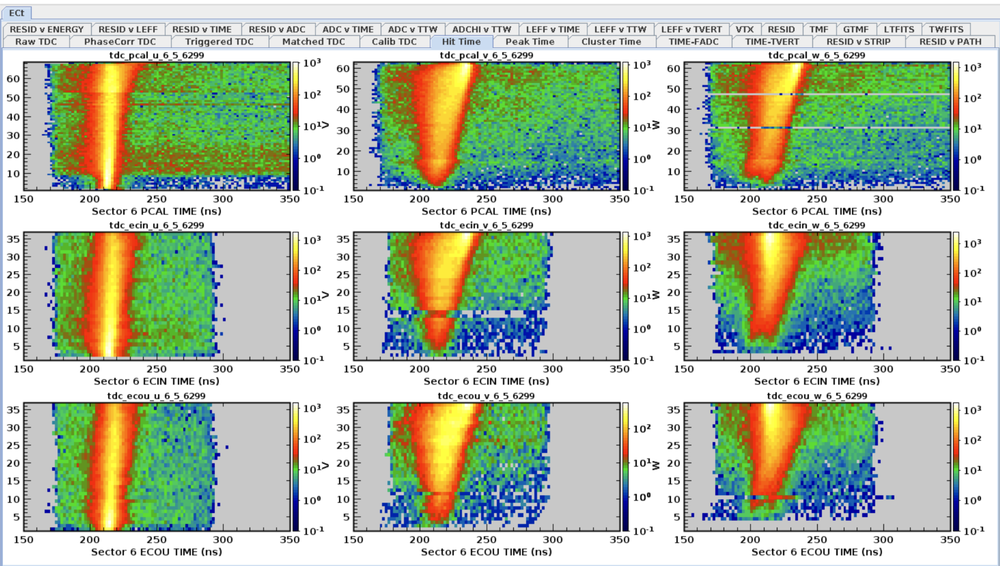 ECt
RESID v ENERGY RESID v LEFF RESID v TIME RESID v ADC ADC v TIME ADC v TTW ADCHI v TTW LEFF v TIME LEFF v TTW LEFF v TVERT VTX RESID TMF GTMF LTFITS TWFITS
Raw TDC PhaseCorr TDC Triggered TDC Matched TDC Calib TDC Hit Time Peak Time Cluster Time TIME-FADC TIME-TVERT RESID v STRIP RESID v PATH
tdc_pcal_u_6_5_6299 tdc_pcal_v_6_5_6299 tdc_pcal_w_6_5_6299
10³ 10³ 10³
60 60 60
50 10² 50 10² 50 10²
40 40 40
30 10¹ V 30 10¹ W 30 10¹
20 10⁰ 20 10⁰ 20 10⁰
10 10 10
10⁻¹ 10⁻¹ 10⁻¹
150 200 250 300 350 150 200 250 300 350 150 200 250 300 350
Sector 6 PCAL TIME (ns) Sector 6 PCAL TIME (ns) Sector 6 PCAL TIME (ns)
tdc_ecin_u_6_5_6299 tdc_ecin_v_6_5_6299 tdc_ecin_w_6_5_6299
35 10³ 35 10³ 35 10³
30 30 30
25 10² 25 10² 25 10²
20 10¹ V 20 10¹ W 20 10¹
15 15 15
10 10⁰ 10 10⁰ 10 10⁰
5 5 5
10⁻¹ 10⁻¹ 10⁻¹
150 200 250 300 350 150 200 250 300 350 150 200 250 300 350
Sector 6 ECIN TIME (ns) Sector 6 ECIN TIME (ns) Sector 6 ECIN TIME (ns)
tdc_ecou_u_6_5_6299 tdc_ecou_v_6_5_6299 tdc_ecou_w_6_5_6299
35 10³ 35 35 10³
30 30 10² 30
25 10² 25 25 10²
20 10¹ V 20 10¹ W 20 10¹
15 15 15
10 10⁰ 10 10⁰ 10 10⁰
5 5 5
10⁻¹ 10⁻¹ 10⁻¹
150 200 250 300 350 150 200 250 300 350 150 200 250 300 350
Sector 6 ECOU TIME (ns) Sector 6 ECOU TIME (ns) Sector 6 ECOU TIME (ns)